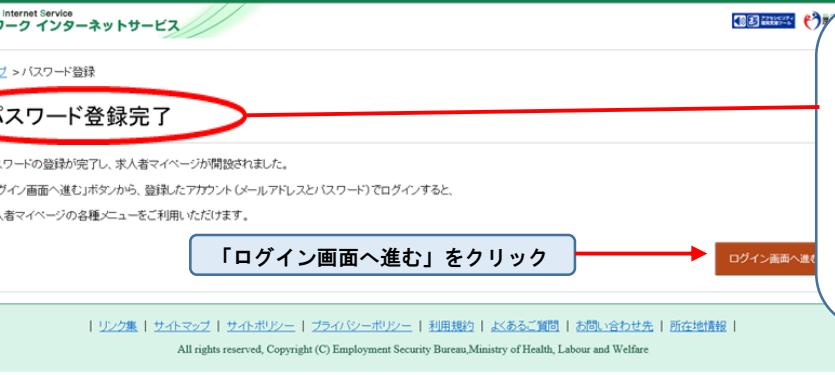 Internet Service
ワーク インターネットサービス
> パスワード登録
パスワード登録完了
スワードの登録が完了し、求人者マイページが開設されました。
グイン画面へ進む」ボタンから、登録したアカウント（メールアドレスとパスワード）でログインすると、
人者マイページの各種メニューをご利用いただけます。
「ログイン画面へ進む」をクリック
ログイン画面へ進む
| リンク集 | サイトマップ | サイトポリシー | プライバシーポリシー | 利用規約 | よくあるご質問 | お問い合わせ先 | 所在地情報 |
All rights reserved, Copyright (C) Employment Security Bureau,Ministry of Health, Labour and Welfare